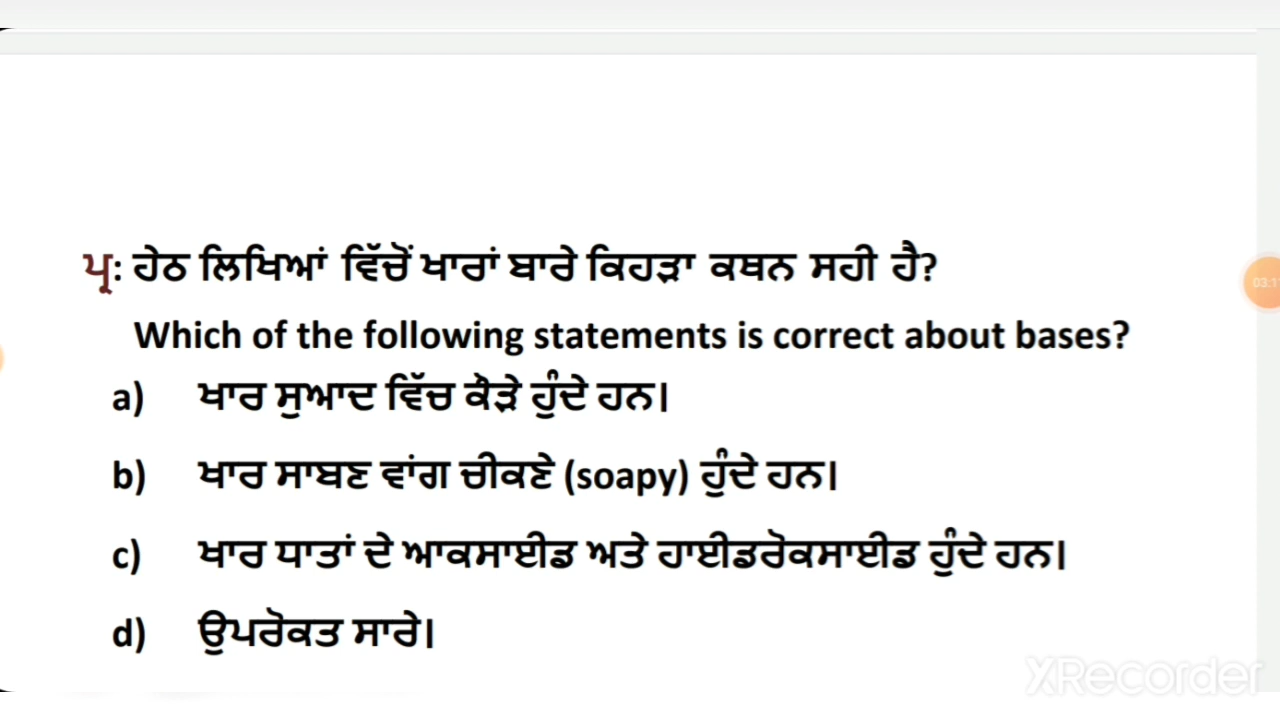 ਪ੍ਰ: ਹੇਠ ਲਿਖਿਆਂ ਵਿੱਚੋਂ ਖਾਰਾਂ ਬਾਰੇ ਕਿਹੜਾ ਕਥਨ ਸਹੀ ਹੈ?
Which of the following statements is correct about bases?
a) ਖਾਰ ਸੁਆਦ ਵਿੱਚ ਕੌੜੇ ਹੁੰਦੇ ਹਨ।
b) ਖਾਰ ਸਾਬਣ ਵਾਂਗ ਚੀਕਣੇ (soapy) ਹੁੰਦੇ ਹਨ।
c) ਖਾਰ ਧਾਤਾਂ ਦੇ ਆਕਸਾਈਡ ਅਤੇ ਹਾਈਡਰੋਕਸਾਈਡ ਹੁੰਦੇ ਹਨ।
d) ਉਪਰੋਕਤ ਸਾਰੇ।
XRecorder